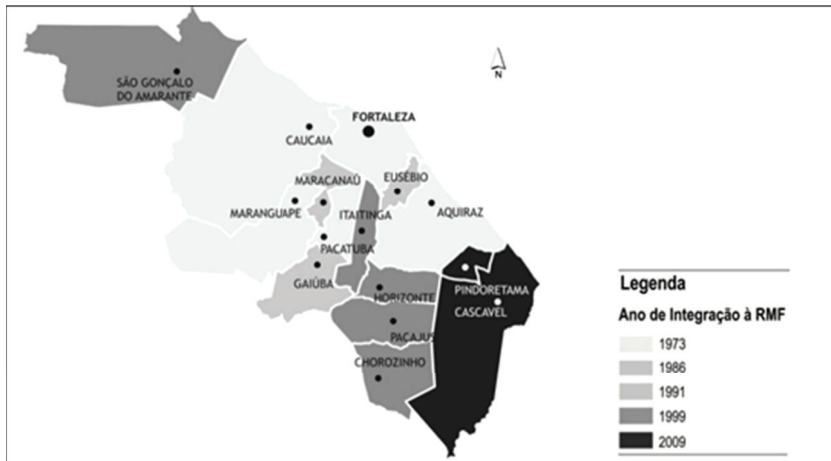 N
SÃO GONÇALO
DO AMARANTE
FORTALEZA
CAUCAIA
MARACANAÚ
EUSÉBIO
MARANGUAPE
ITAITINGA
AQUIRAZ
PACATUBA
GAIÚBA
HORIZONTE
PINDORETAMA
CASCAVEL
PACAJUS
CHOROZINHO
Legenda
Ano de Integração à RMF
1973
1986
1991
1999
2009